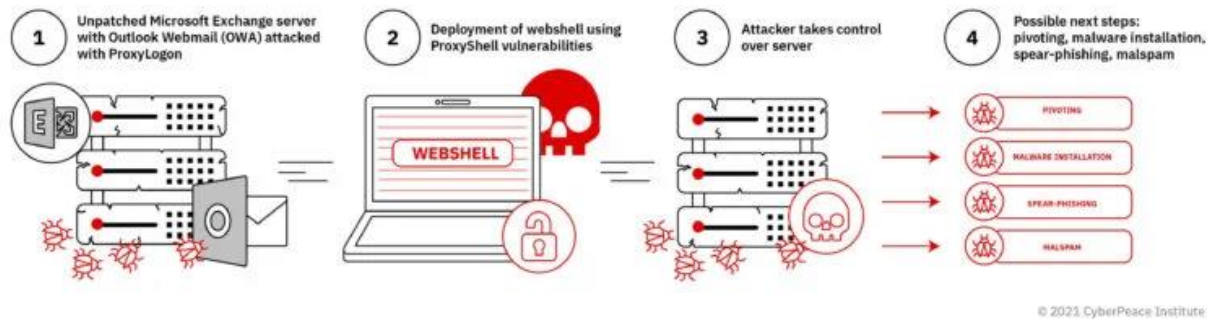 1
Unpatched Microsoft Exchange server
with Outlook Webmail (OWA) attacked
with ProxyLogon
2
Deployment of webshell using
ProxyShell vulnerabilities
3
Attacker takes control
over server
4
Possible next steps:
pivoting, malware installation,
spear-phishing, malspam
E
O
WEBSHELL
PIVOTING
MALWARE INSTALLATION
SPEAR-PHISHING
MALSPAM
© 2021 CyberPeace Institute